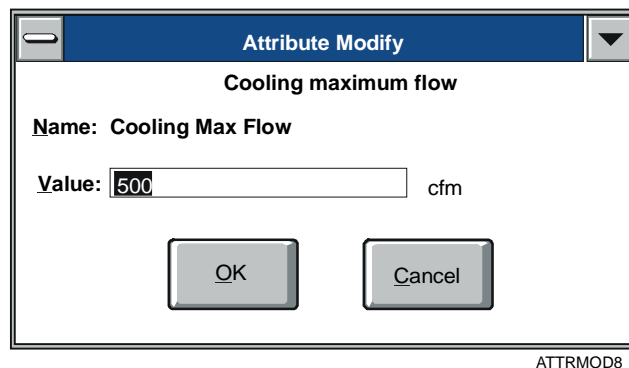 Attribute Modify
Cooling maximum flow
Name: Cooling Max Flow
Value: 500 cfm
OK Cancel
ATTRMOD8